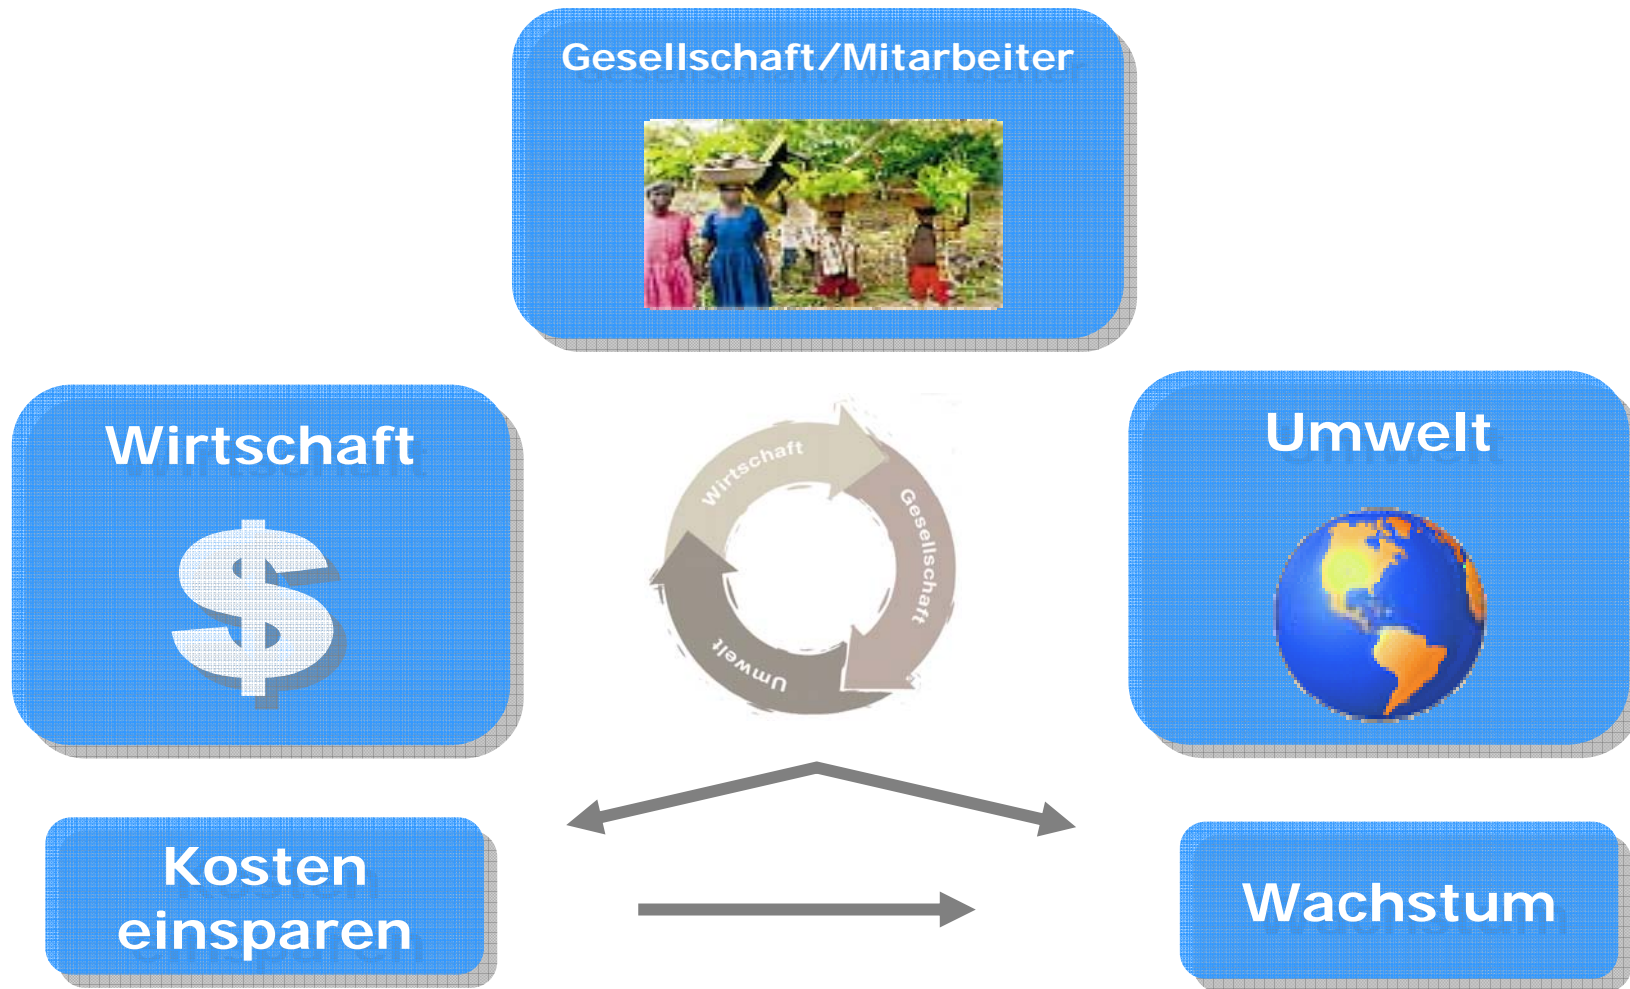 Gesellschaft/Mitarbeiter
Wirtschaft
$
Umwelt
Wirtschaft
Gesellschaft
Umwelt
Kosten
einsparen
Wachstum